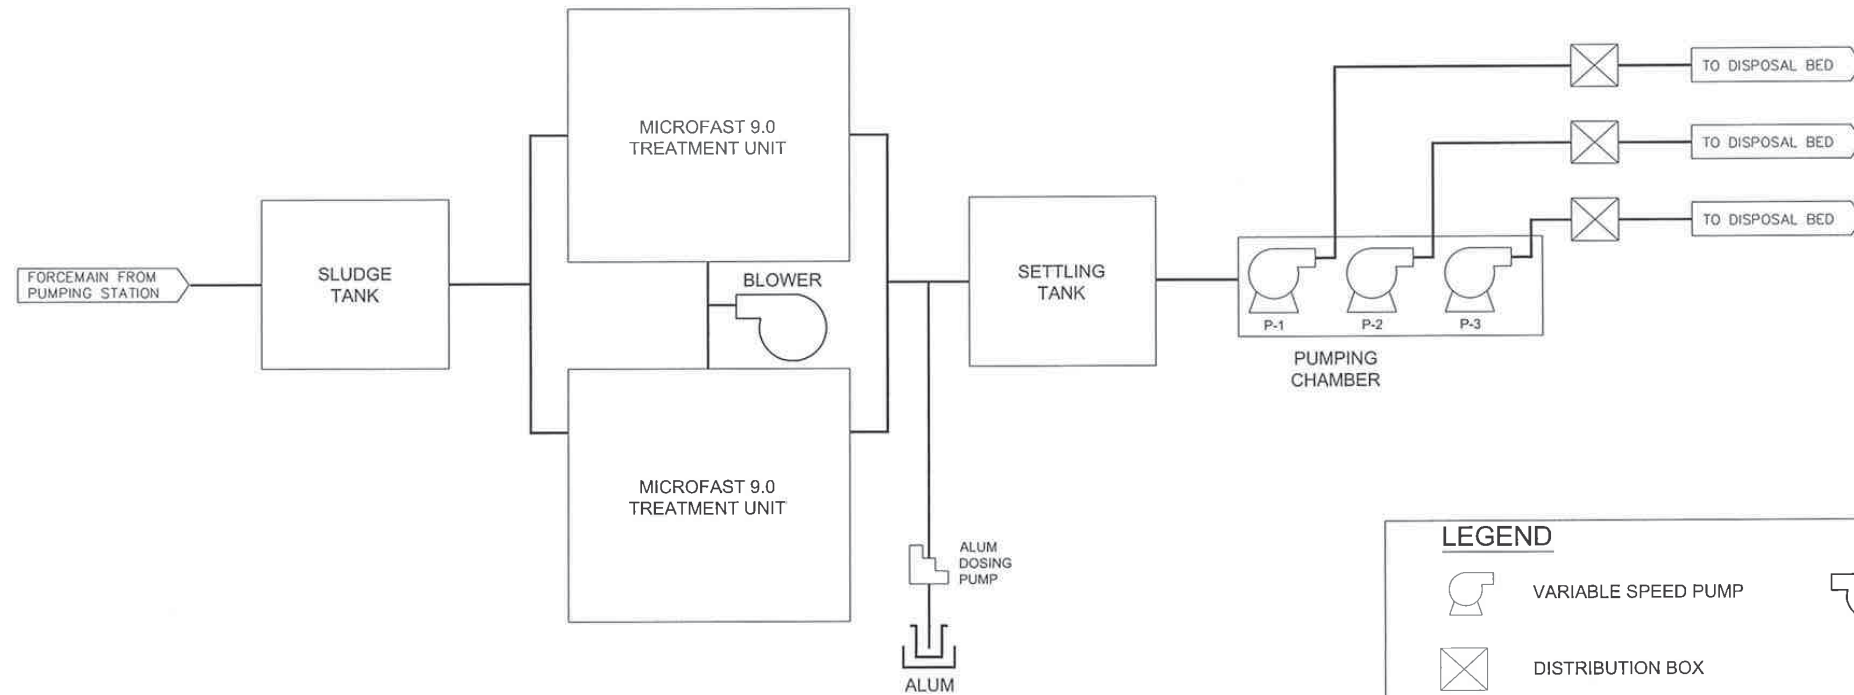 MICROFAST 9.0
TREATMENT UNIT
TO DISPOSAL BED
TO DISPOSAL BED
TO DISPOSAL BED
FORCEMAIN FROM
PUMPING STATION
SLUDGE
TANK
BLOWER
SETTLING
TANK
P-1
P-2
P-3
PUMPING
CHAMBER
MICROFAST 9.0
TREATMENT UNIT
ALUM
DOSING
PUMP
ALUM
LEGEND
VARIABLE SPEED PUMP
DISTRIBUTION BOX